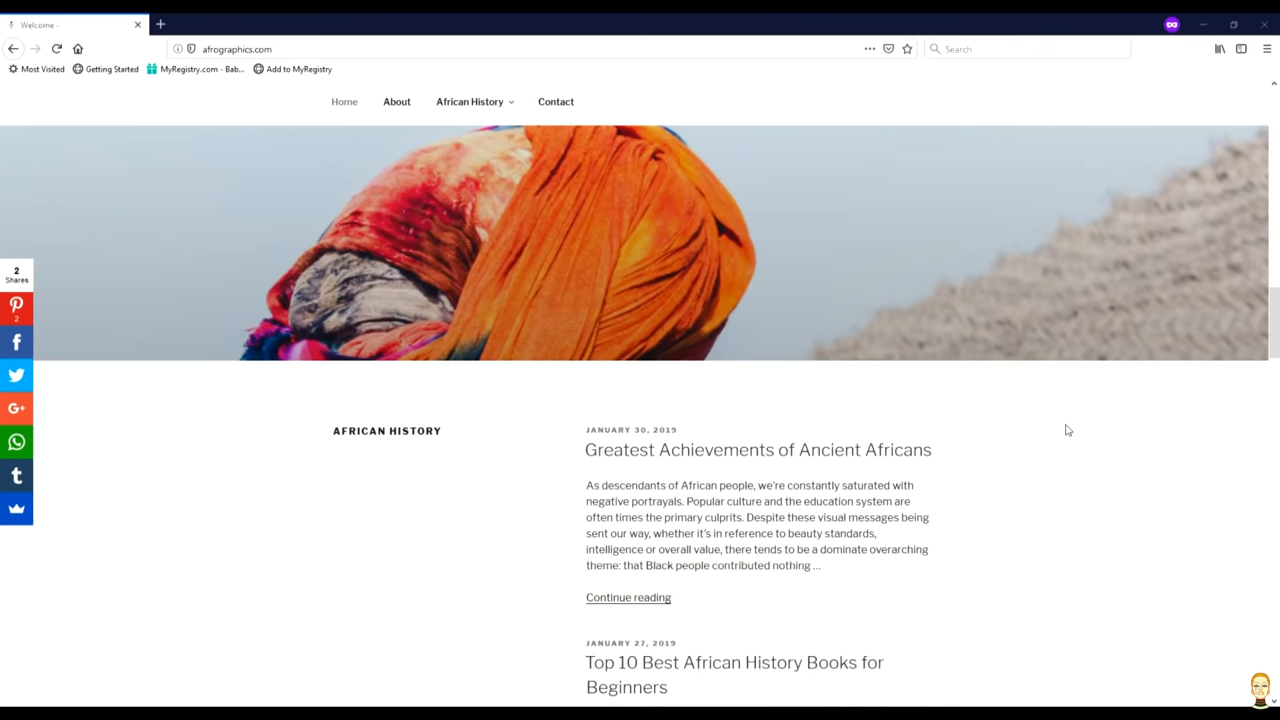 Welcome -
afrographics.com
Search
Most Visited
Getting Started
MyRegistry.com - Bab...
Add to MyRegistry
Home
About
African History
Contact
2
Shares
2
AFRICAN HISTORY
JANUARY 30, 2019
Greatest Achievements of Ancient Africans
As descendants of African people, we're constantly saturated with
negative portrayals. Popular culture and the education system are
often times the primary culprits. Despite these visual messages being
sent our way, whether it's in reference to beauty standards,
intelligence or overall value, there tends to be a dominate overarching
theme: that Black people contributed nothing ...
Continue reading
JANUARY 27, 2019
Top 10 Best African History Books for
Beginners